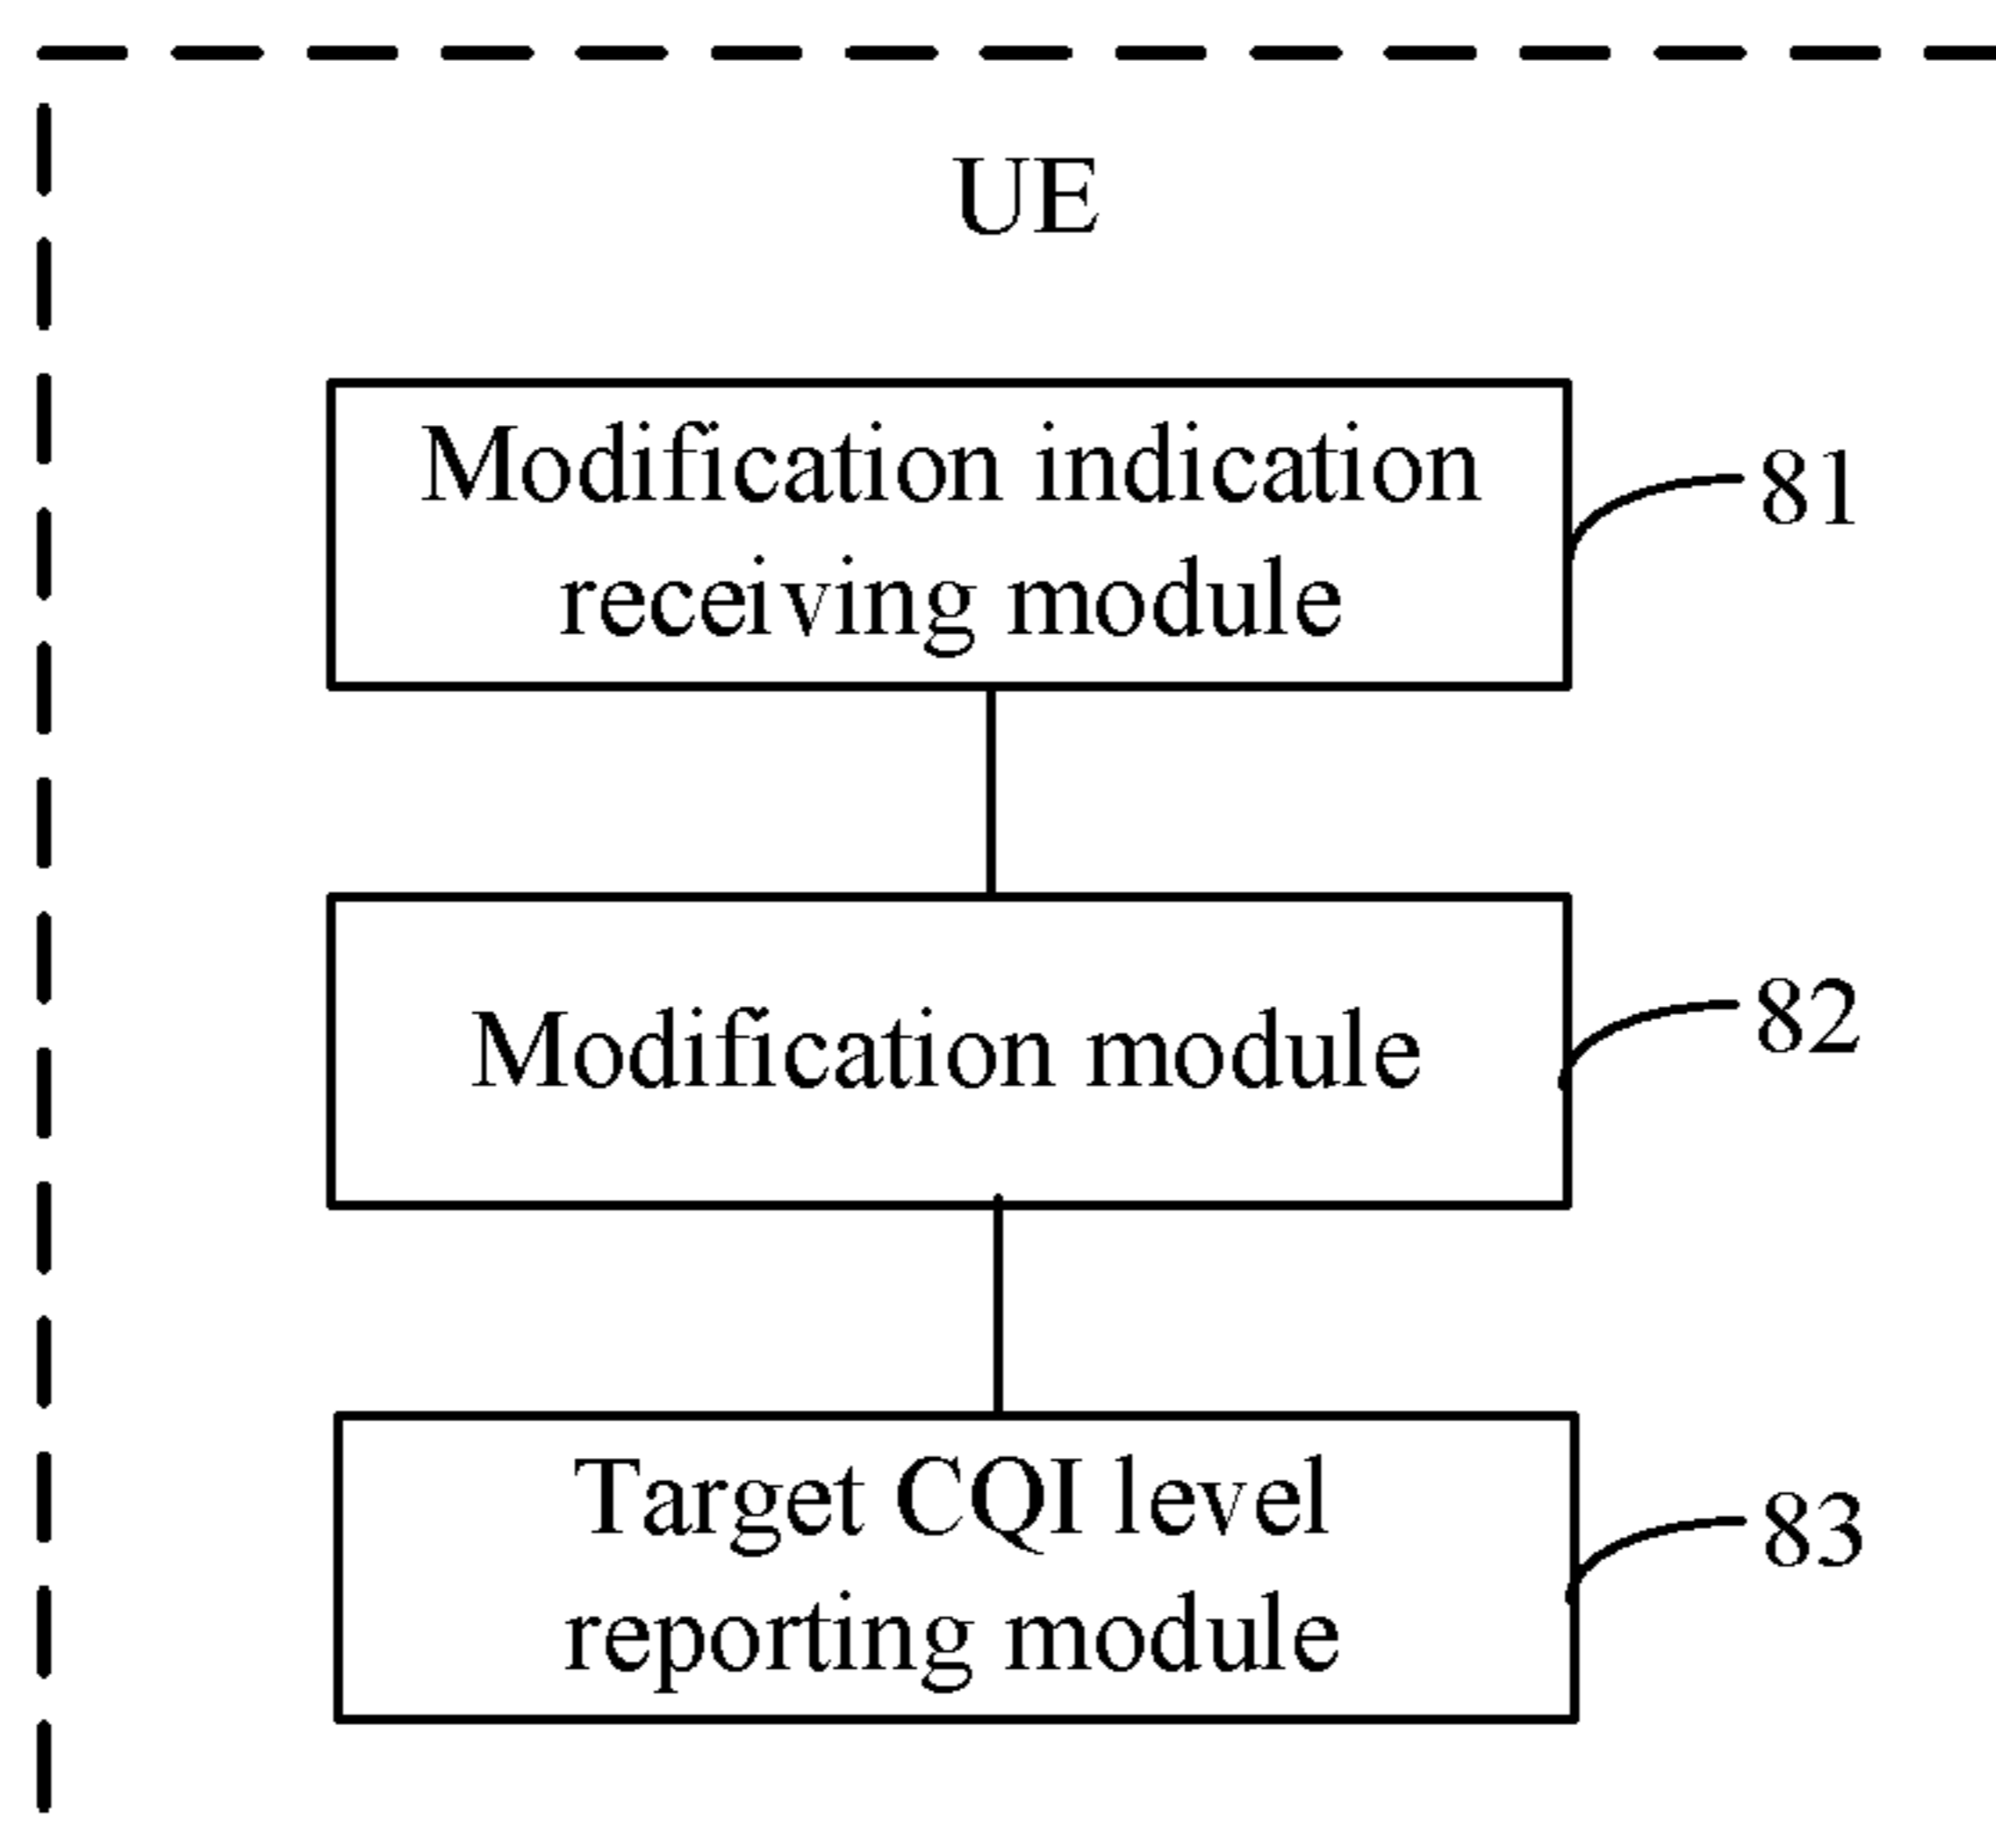 UE
Modification indication
receiving module
81
Modification module
82
Target CQI level
reporting module
83